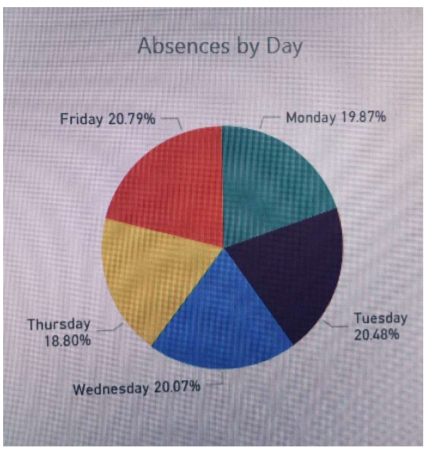 Absences by Day
Friday 20.79%
Monday 19.87%
Tuesday
20.48%
Thursday
18.80%
Wednesday 20.07%